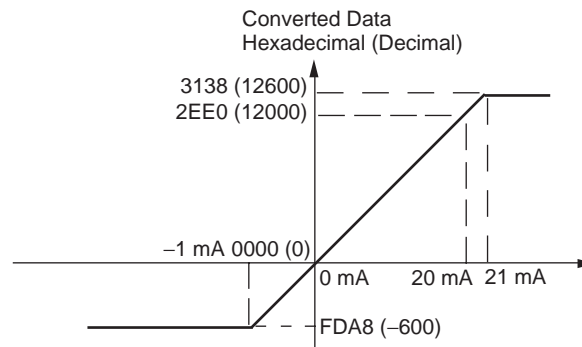 Converted Data
Hexadecimal (Decimal)
3138 (12600)
2EE0 (12000)
−1 mA 0000 (0)
0 mA
20 mA
21 mA
FDA8 (−600)